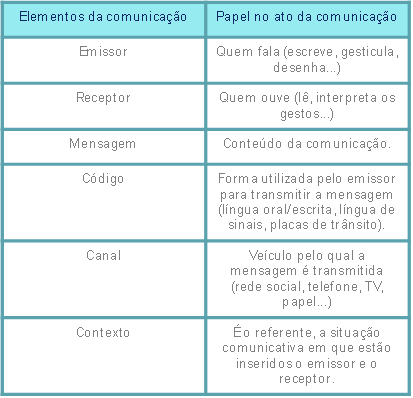 Elementos da comunicação Papel no ato da comunicação
Emissor Quem fala (escreve, gesticula,
desenha...)
Receptor Quem ouve (lê, interpreta os
gestos...)
Mensagem Conteúdo da comunicação.
Código Forma utilizada pelo emissor
para transmitir a mensagem
(língua oral/escrita, língua de
sinais, placas de trânsito).
Canal Veículo pelo qual a
mensagem é transmitida
(rede social, telefone, TV,
papel...)
Contexto É o referente, a situação
comunicativa em que estão
inseridos o emissor e o
receptor.